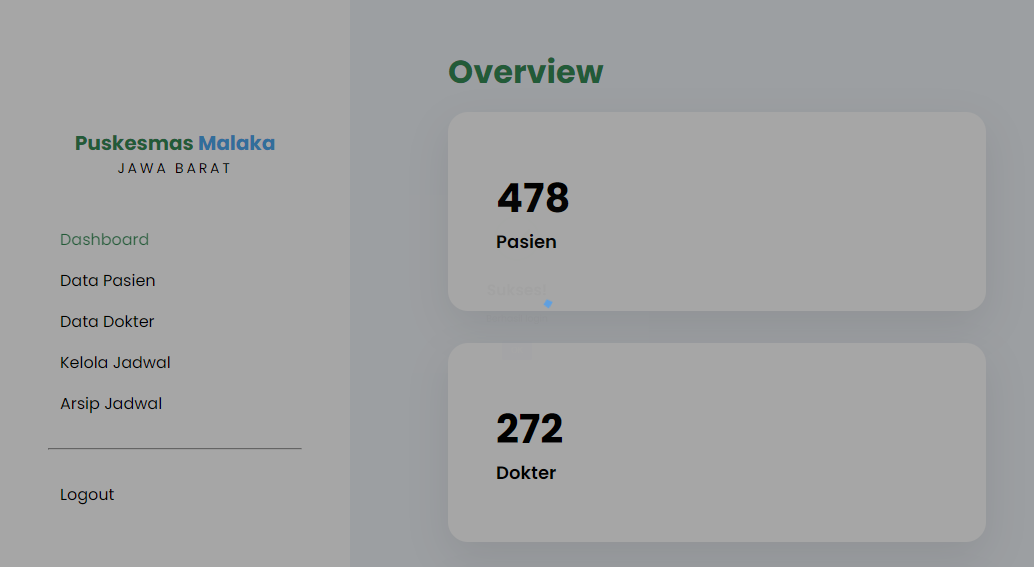 Puskesmas Malaka
JAWA BARAT
Dashboard
Data Pasien
Data Dokter
Kelola Jadwal
Arsip Jadwal
Logout
Overview
478
Pasien
272
Dokter